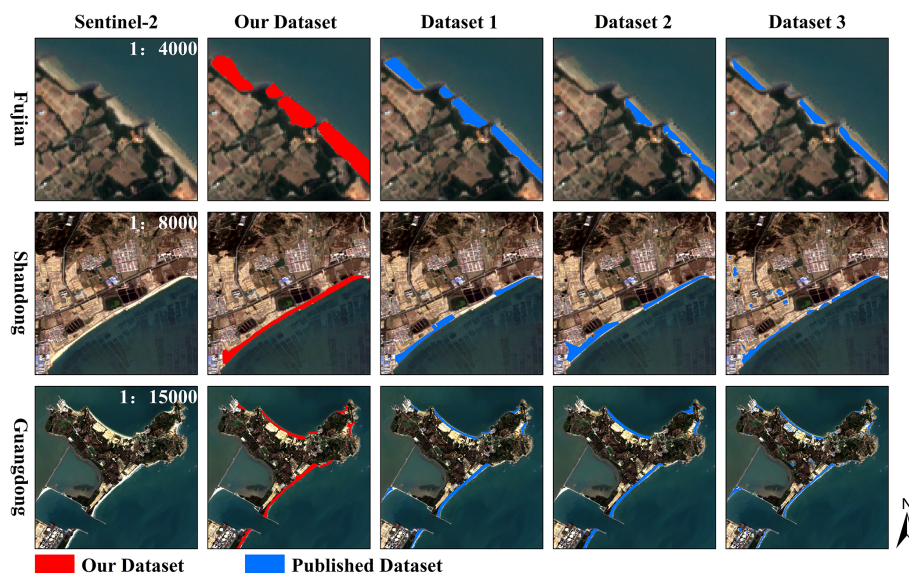 Sentinel-2 Our Dataset Dataset 1 Dataset 2 Dataset 3
Fujian
1：4000
Shandong
1：8000
Guangdong
1：15000
N
Our Dataset Published Dataset